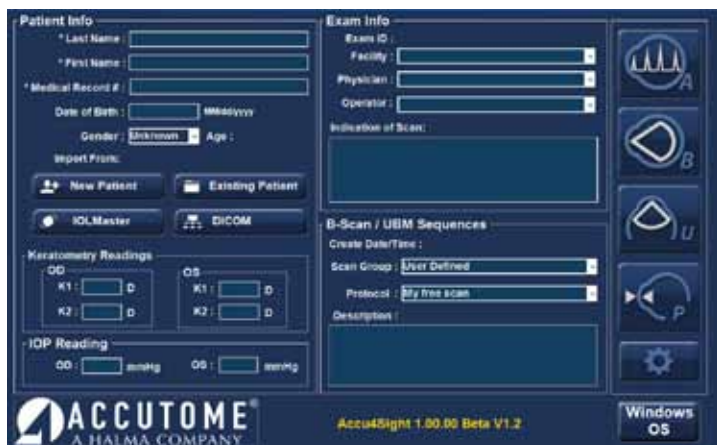 Patient Info
* Last Name :
* First Name :
* Medical Record # :
Date of Birth : MMddyyyy
Gender : Unknown Age :
Import From:
New Patient Existing Patient
IOLMaster DICOM
Keratometry Readings
OD OS
K1 : D K1 : D
K2 : D K2 : D
IOP Reading
OD : mmHg OS : mmHg
Exam Info
Exam ID :
Facility :
Physician :
Operator :
Indication of Scan:
B-Scan / UBM Sequences
Create Date/Time :
Scan Group : User Defined
Protocol : My free scan
Description :
A
B
U
P
ACCUTOME®
A HALMA COMPANY
Accu4Sight 1.00.00 Beta V1.2
Windows
OS